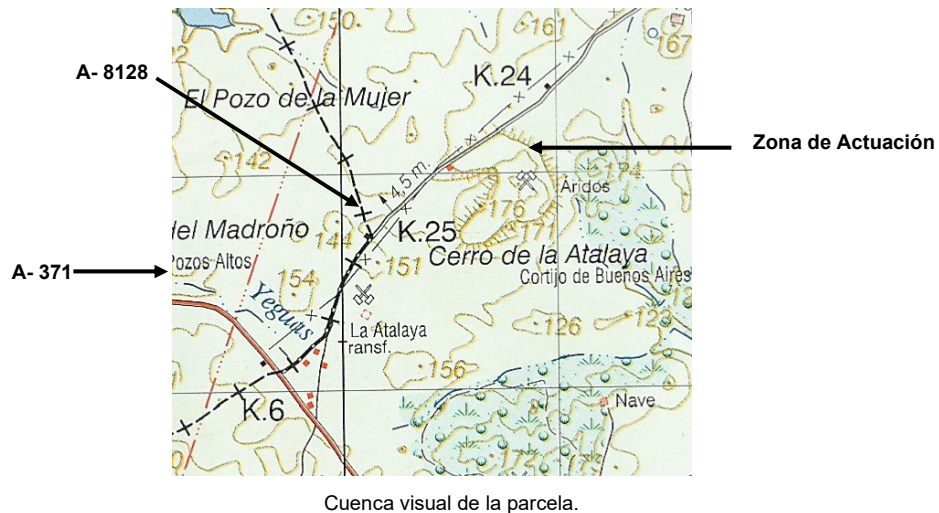 150
161
167
A- 8128
K.24
El Pozo de la Mujer
Zona de Actuación
142
4,5 m.
174
Aridos
176
171
del Madroño
144
K.25
Cerro de la Atalaya
Pozos Altos
A- 371
151
Cortijo de Buenos Aires
154
Yeguas
126
123
La Atalaya
ransf.
156
K.6
Nave
Cuenca visual de la parcela.